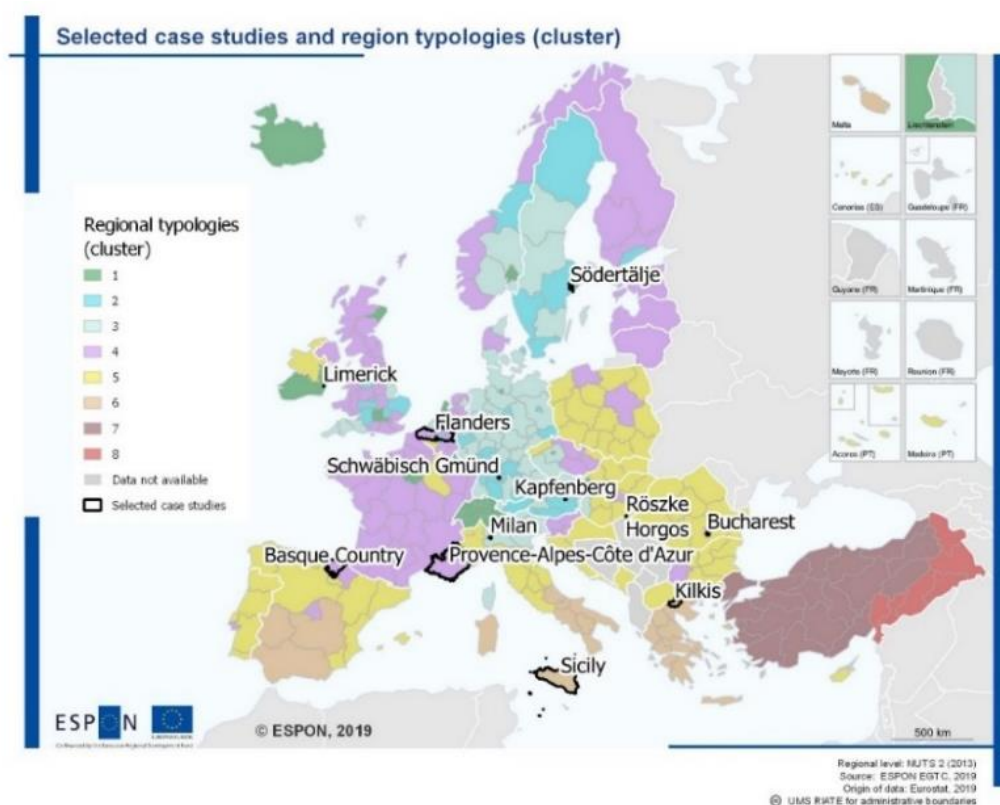 Selected case studies and region typologies (cluster)
Malta
Liechtenstein
Canarias (ES)
Guadeloupe (FR)
Guyane (FR)
Martinique (FR)
Mayotte (FR)
Reunion (FR)
Acores (PT)
Madeira (PT)
Regional typologies
(cluster)
1
2
3
4
5
6
7
8
Data not available
Selected case studies
Södertälje
Limerick
Flanders
Schwäbisch Gmünd
Kapfenberg
Röszke
Horgos
Milan
Bucharest
Basque Country
Provence-Alpes-Côte d'Azur
Kilkis
Sicily
ESPON
© ESPON, 2019
500 km
Regional level: NUTS 2 (2013)
Source: ESPON EGTC, 2019
Origin of data: Eurostat, 2019
© UMS RIATE for administrative boundaries